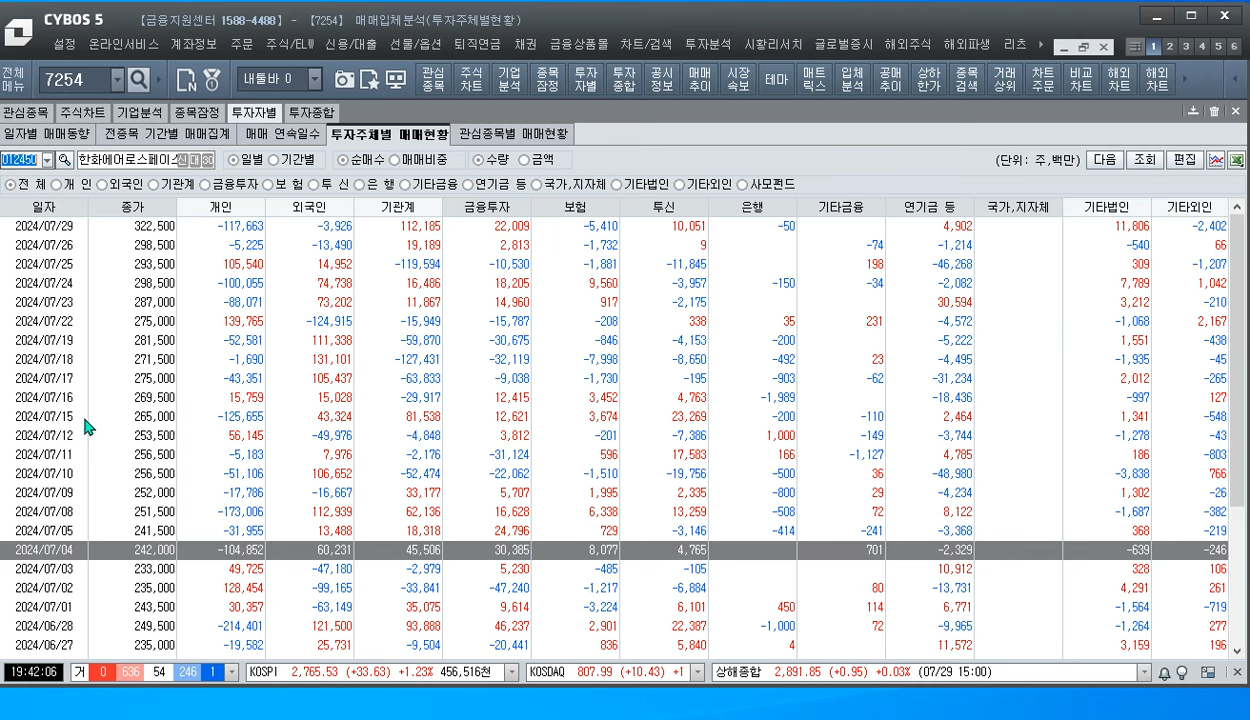 CYBOS 5 【금융지원센터 1588-4488】 - 【7254】 매매입체분석(투자주체별현황)
설정 온라인서비스 계좌정보 주문 주식/ELW 신용/대출 선물/옵션 퇴직연금 채권 금융상품몰 차트/검색 투자분석 시황리서치 글로벌증시 해외주식 해외파생 리츠 1 2 3 4 5 6
전체메뉴 7254 내툴바 0 관심종목 주식차트 기업분석 종목잠정 투자자별 투자종합 공시정보 매매추이 시장속보 테마 매트릭스 입체분석 공매추이 상하한가 종목검색 거래상위 차트주문 비교차트 해외차트 해외차트
관심종목 주식차트 기업분석 종목잠정 투자자별 투자종합
일자별 매매동향 전종목 기간별 매매집계 매매 연속일수 투자주체별 매매현황 관심종목별 매매현황
012450 한화에어로스페이스 신 대 30 일별 기간별 순매수 매매비중 수량 금액 (단위: 주,백만) 다음 조회 편집
전 체 개 인 외국인 기관계 금융투자 보 험 투 신 은 행 기타금융 연기금 등 국가,지자체 기타법인 기타외인 사모펀드
일자 종가 개인 외국인 기관계 금융투자 보험 투신 은행 기타금융 연기금 등 국가,지자체 기타법인 기타외인
2024/07/29 322,500 -117,663 -3,926 112,185 22,009 -5,410 10,051 -50 4,902 11,806 -2,402
2024/07/26 298,500 -5,225 -13,490 19,189 2,813 -1,732 9 -74 -1,214 -540 66
2024/07/25 293,500 105,540 14,952 -119,594 -10,530 -1,881 -11,845 198 -46,268 309 -1,207
2024/07/24 298,500 -100,055 74,738 16,486 18,205 9,560 -3,957 -150 -34 -2,082 7,789 1,042
2024/07/23 287,000 -88,071 73,202 11,867 14,960 917 -2,175 30,594 3,212 -210
2024/07/22 275,000 139,765 -124,915 -15,949 -15,787 -208 338 35 231 -4,572 -1,068 2,167
2024/07/19 281,500 -52,581 111,338 -59,870 -30,675 -846 -4,153 -200 -5,222 1,551 -438
2024/07/18 271,500 -1,690 131,101 -127,431 -32,119 -7,998 -8,650 -492 23 -4,495 -1,935 -45
2024/07/17 275,000 -43,351 105,437 -63,833 -9,038 -1,730 -195 -903 -62 -31,234 2,012 -265
2024/07/16 269,500 15,759 15,028 -29,917 12,415 3,452 4,763 -1,989 -18,436 -997 127
2024/07/15 265,000 -125,655 43,324 81,538 12,621 3,674 23,269 -200 -110 2,464 1,341 -548
2024/07/12 253,500 56,145 -49,976 -4,848 3,812 -201 -7,386 1,000 -149 -3,744 -1,278 -43
2024/07/11 256,500 -5,183 7,976 -2,176 -31,124 596 17,583 166 -1,127 4,785 186 -803
2024/07/10 256,500 -51,106 106,652 -52,474 -22,062 -1,510 -19,756 -500 36 -48,980 -3,838 766
2024/07/09 252,000 -17,786 -16,667 33,177 5,707 1,995 2,335 -800 29 -4,234 1,302 -26
2024/07/08 251,500 -173,006 112,939 62,136 16,628 6,338 13,259 -508 72 8,122 -1,687 -382
2024/07/05 241,500 -31,955 13,488 18,318 24,796 729 -3,146 -414 -241 -3,368 368 -219
2024/07/04 242,000 -104,852 60,231 45,506 30,385 8,077 4,765 701 -2,329 -639 -246
2024/07/03 233,000 49,725 -47,180 -2,979 5,230 -485 -105 10,912 328 106
2024/07/02 235,000 128,454 -99,165 -33,841 -47,240 -1,217 -6,884 80 -13,731 4,291 261
2024/07/01 243,500 30,357 -63,149 35,075 9,614 -3,224 6,101 450 114 6,771 -1,564 -719
2024/06/28 249,500 -214,401 121,500 93,888 46,237 2,901 22,387 -1,000 72 -9,965 -1,264 277
2024/06/27 235,000 -19,582 25,731 -9,504 -20,441 836 5,840 4 11,572 3,159 196
19:42:06 거 0 636 54 246 1 KOSPI 2,765.53 (+33.63) +1.23% 456,516천 KOSDAQ 807.99 (+10.43) +1 상해종합 2,891.85 (+0.95) +0.03% (07/29 15:00)